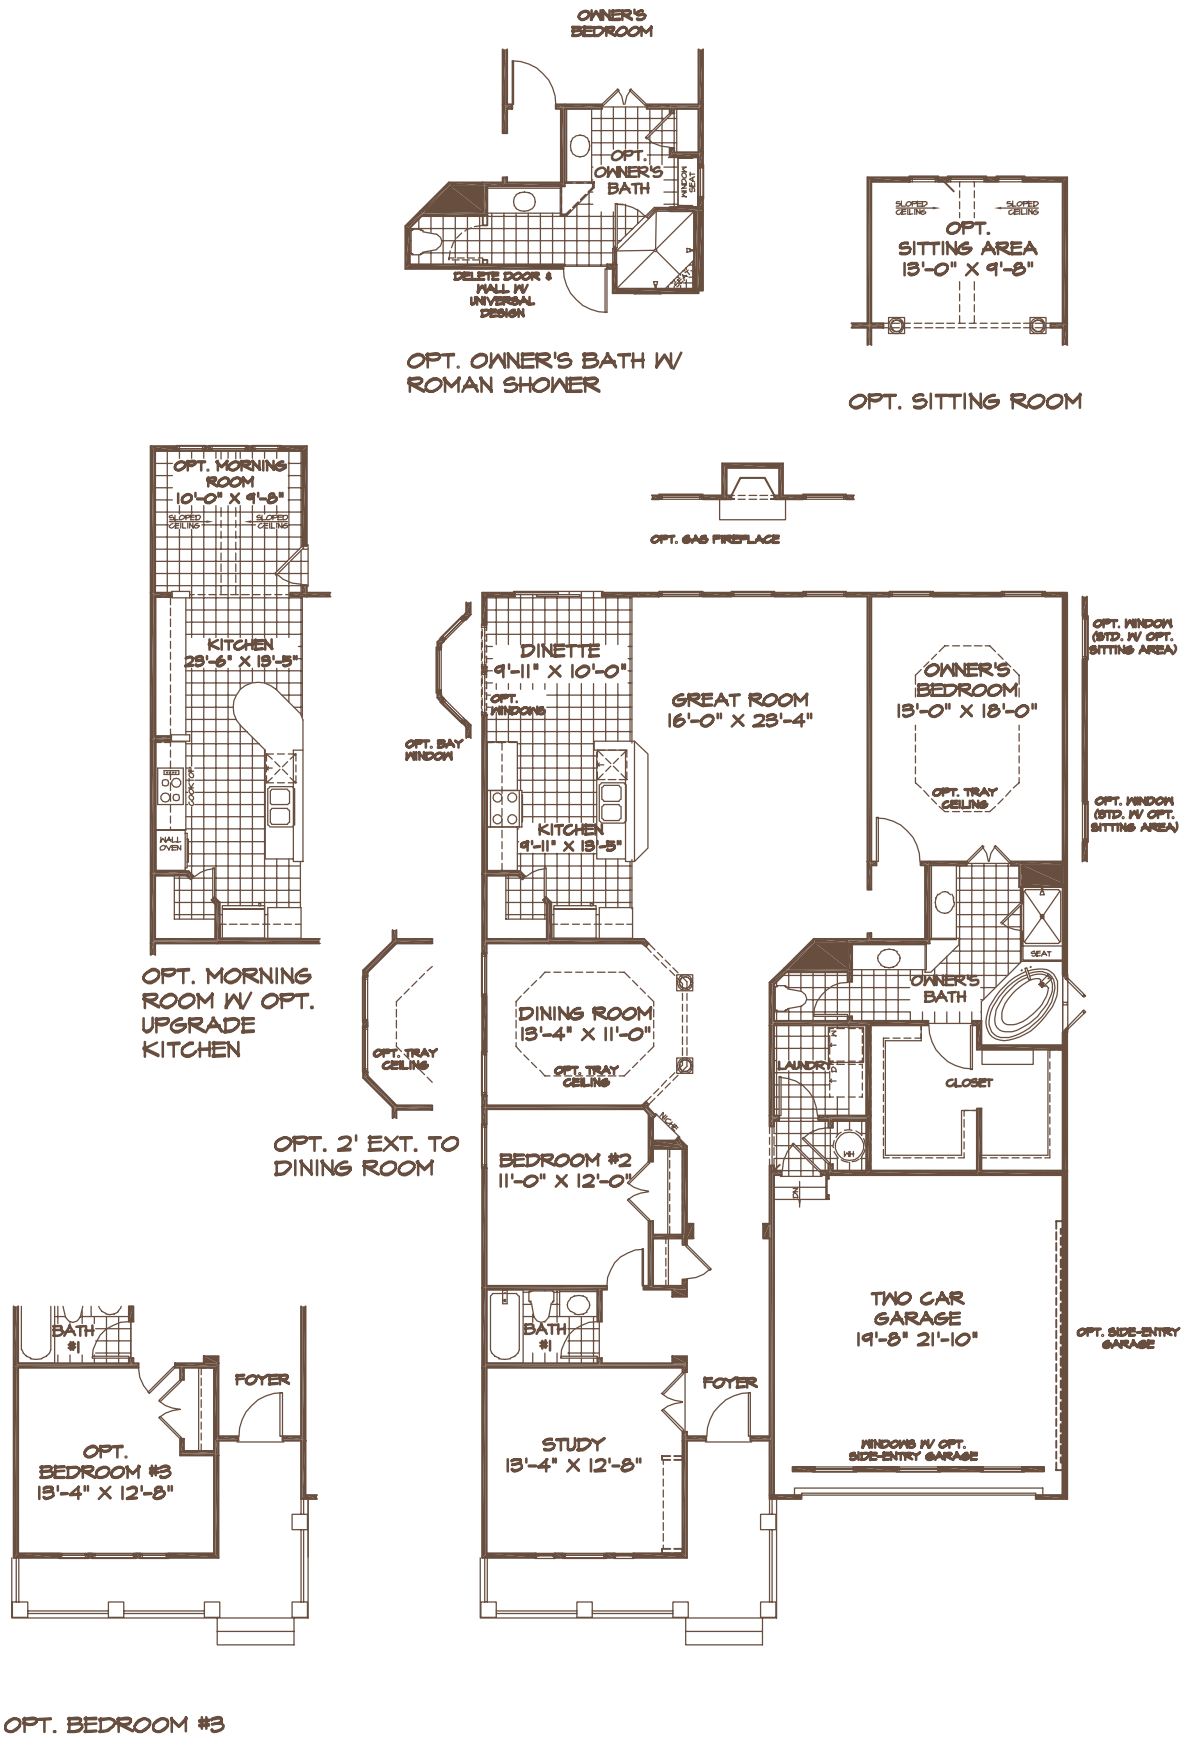 OWNER'S
BEDROOM
OPT.
OWNER'S
BATH
WINDOW
SEAT
SEAT
DELETE DOOR &
WALL W/
UNIVERSAL
DESIGN
OPT. OWNER'S BATH W/
ROMAN SHOWER
SLOPED
CEILING
SLOPED
CEILING
OPT.
SITTING AREA
13'-0" X 9'-8"
OPT. SITTING ROOM
OPT. MORNING
ROOM
10'-0" X 9'-8"
SLOPED
CEILING
SLOPED
CEILING
KITCHEN
23'-6" X 13'-5"
COOK OP
WALL
OVEN
OPT. MORNING
ROOM W/ OPT.
UPGRADE
KITCHEN
OPT. GAS FIREPLACE
OPT. BAY
WINDOW
DINETTE
9'-11" X 10'-0"
OPT.
WINDOWS
KITCHEN
9'-11" X 13'-5"
GREAT ROOM
16'-0" X 23'-4"
OWNER'S
BEDROOM
13'-0" X 18'-0"
OPT. TRAY
CEILING
OPT. WINDOW
(STD. W/ OPT.
SITTING AREA)
OPT. WINDOW
(STD. W/ OPT.
SITTING AREA)
SEAT
OWNER'S
BATH
OPT. TRAY
CEILING
OPT. 2' EXT. TO
DINING ROOM
DINING ROOM
13'-4" X 11'-0"
OPT. TRAY
CEILING
LAUNDRY
CLOSET
NICHE
HW
BEDROOM #2
11'-0" X 12'-0"
DN
TWO CAR
GARAGE
19'-8" 21'-10"
OPT. SIDE-ENTRY
GARAGE
WINDOWS W/ OPT.
SIDE-ENTRY GARAGE
BATH
#1
FOYER
STUDY
13'-4" X 12'-8"
BATH
#1
FOYER
OPT.
BEDROOM #3
13'-4" X 12'-8"
OPT. BEDROOM #3